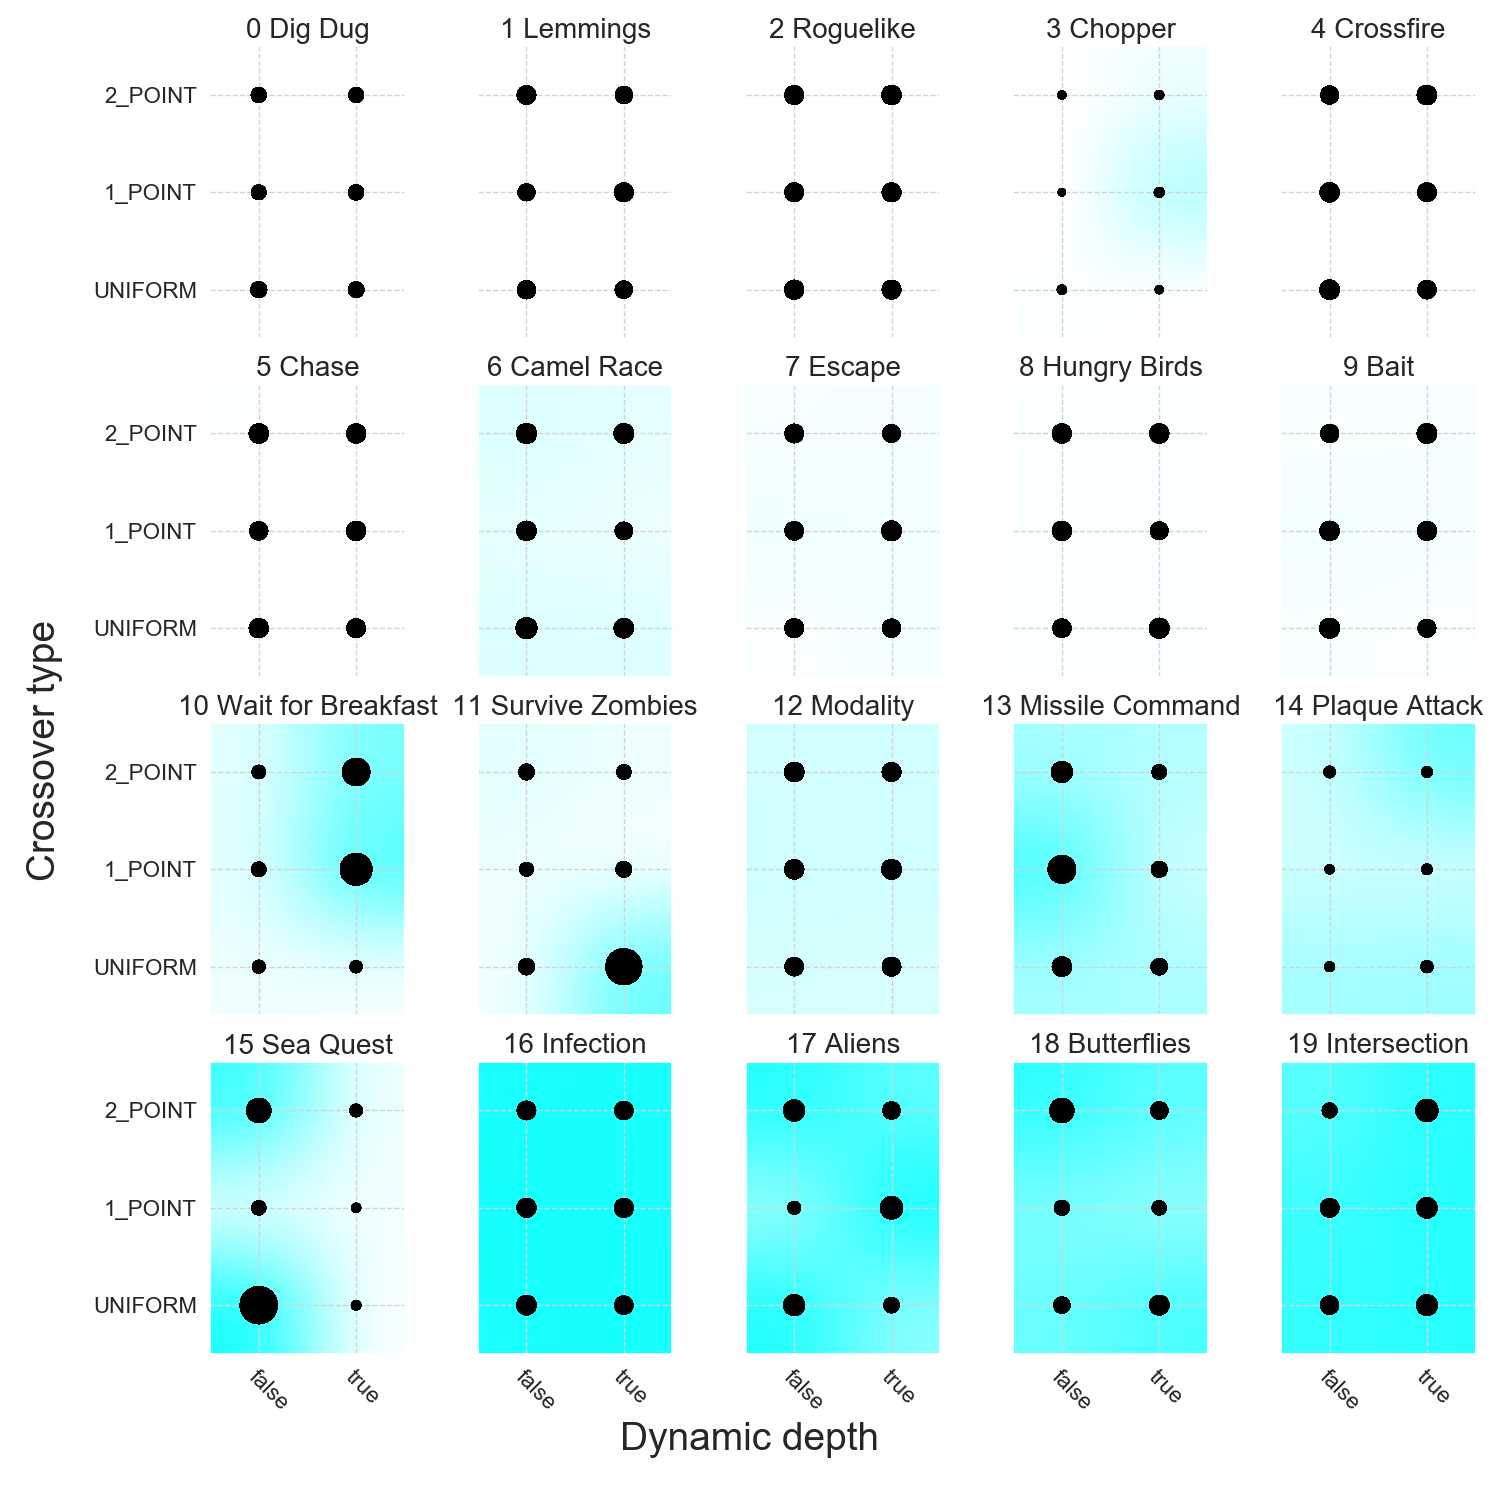 0 Dig Dug
1 Lemmings
2 Roguelike
3 Chopper
4 Crossfire
2_POINT
1_POINT
UNIFORM
5 Chase
6 Camel Race
7 Escape
8 Hungry Birds
9 Bait
2_POINT
1_POINT
UNIFORM
Crossover type
10 Wait for Breakfast
11 Survive Zombies
12 Modality
13 Missile Command
14 Plaque Attack
2_POINT
1_POINT
UNIFORM
15 Sea Quest
16 Infection
17 Aliens
18 Butterflies
19 Intersection
2_POINT
1_POINT
UNIFORM
false
true
false
true
false
true
false
true
false
true
Dynamic depth